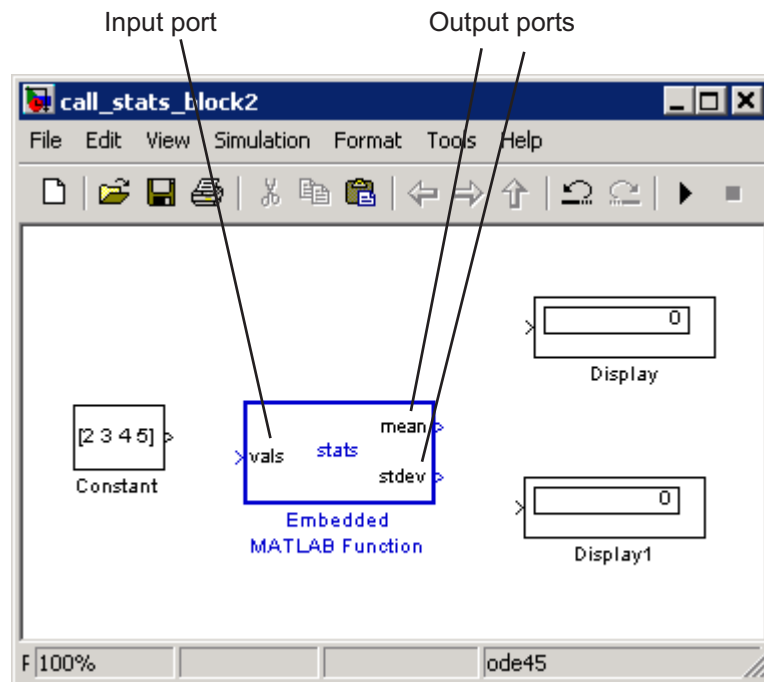 Input port
Output ports
call_stats_block2
File Edit View Simulation Format Tools Help
0
Display
[2 3 4 5]
Constant
vals
stats
mean
stdev
Embedded
MATLAB Function
0
Display1
F 100%
ode45